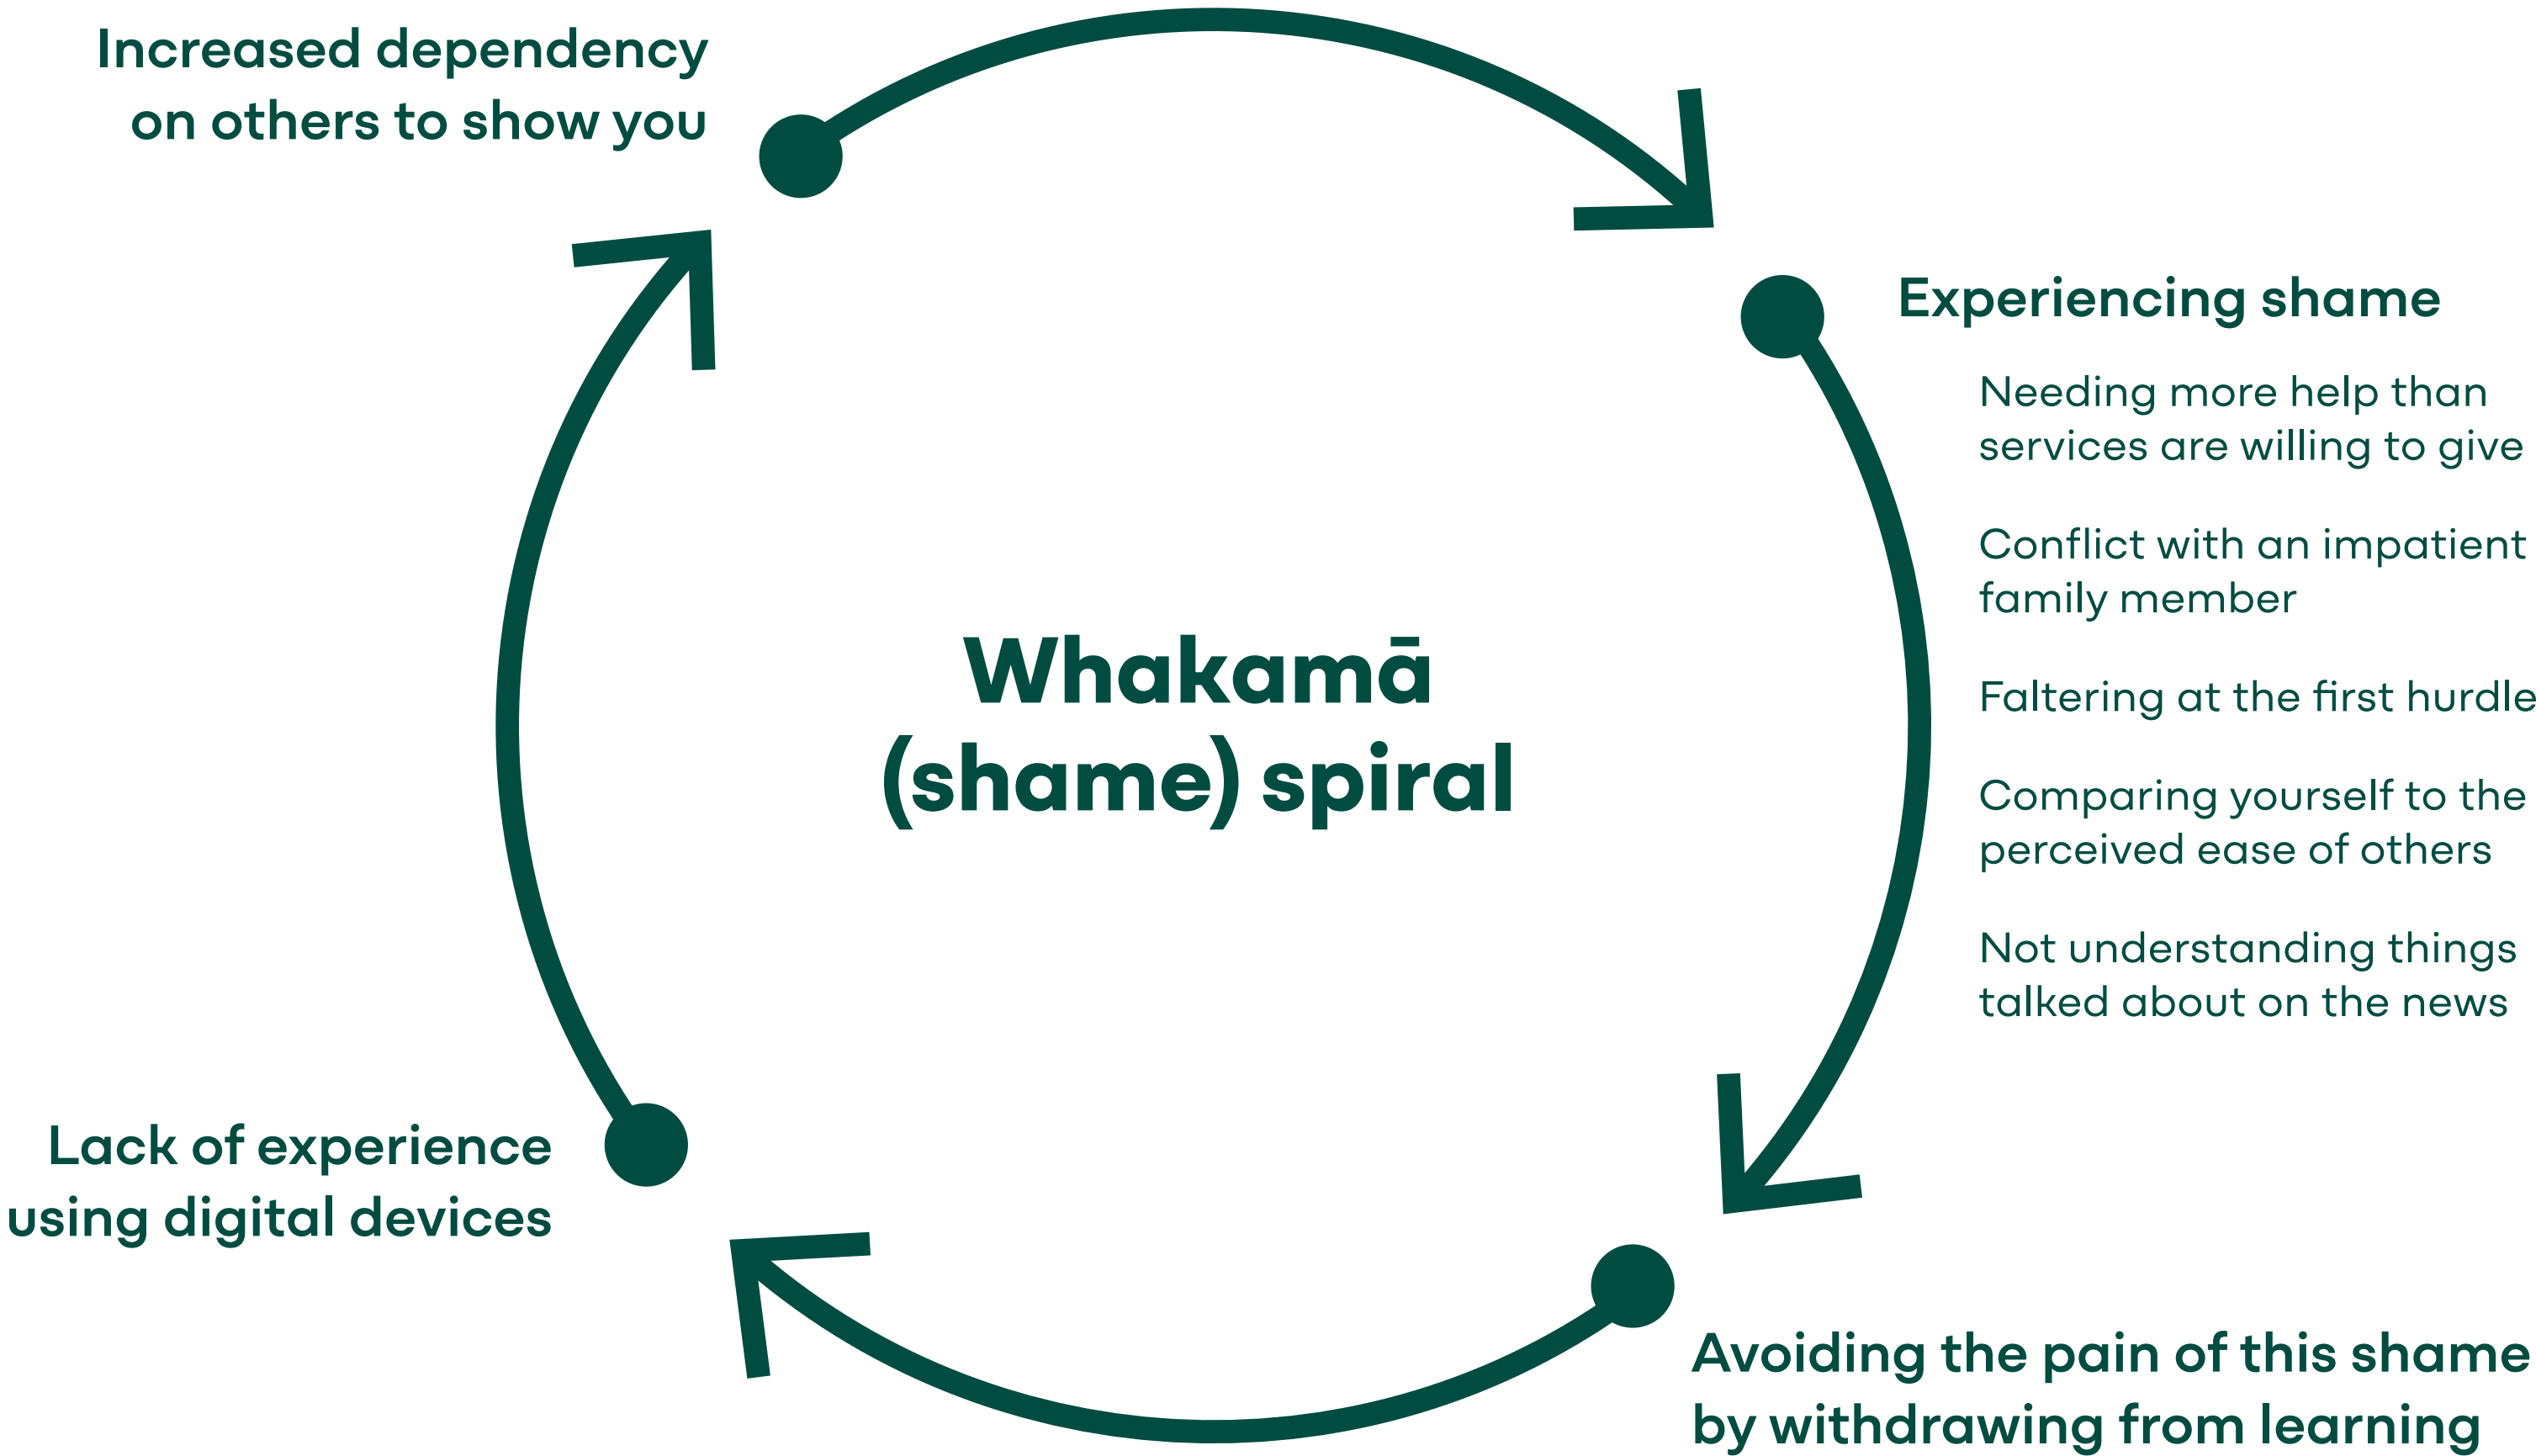 Increased dependency
on others to show you
Experiencing shame
Needing more help than
services are willing to give
Conflict with an impatient
family member
Faltering at the first hurdle
Comparing yourself to the
perceived ease of others
Not understanding things
talked about on the news
Whakamā
(shame) spiral
Lack of experience
using digital devices
Avoiding the pain of this shame
by withdrawing from learning